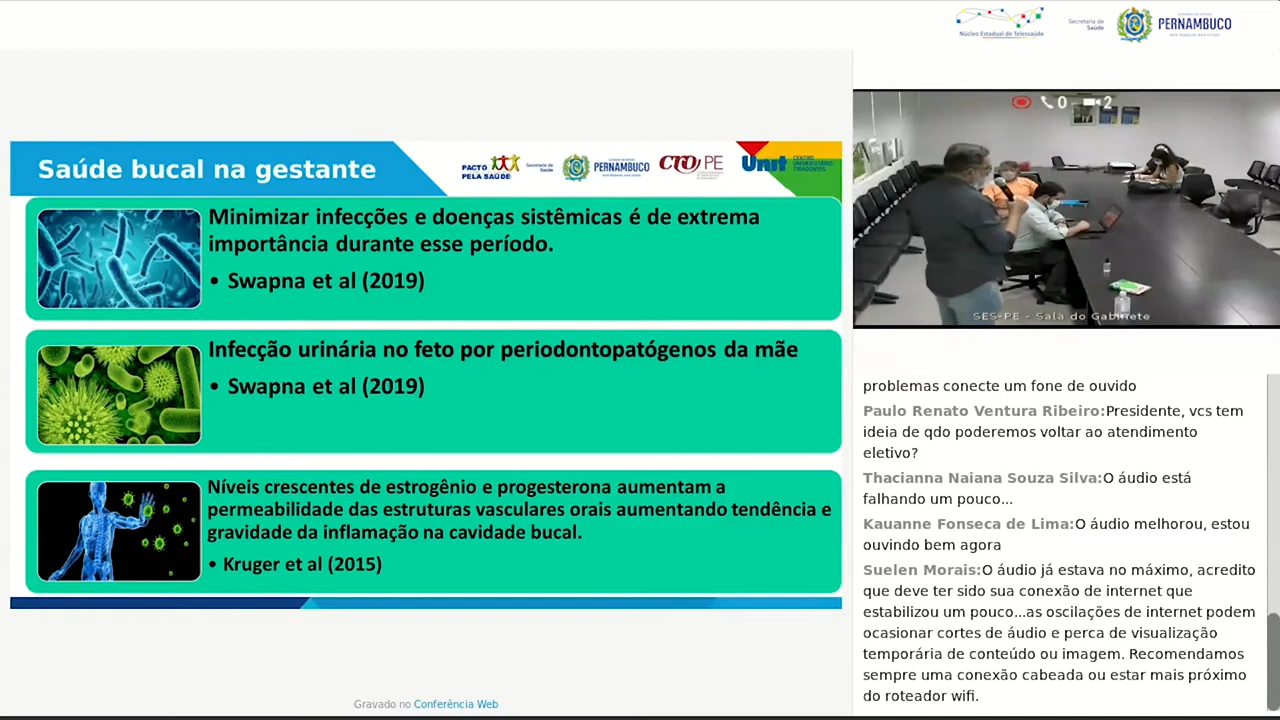 Núcleo Estadual de Telessaúde
Secretaria de
Saúde
PERNAMBUCO
Saúde bucal na gestante
PACTO
PELA SAÚDE
Secretaria de
Saúde
PERNAMBUCO
CRO PE
Unit
CENTRO
UNIVERSITÁRIO
TIRADENTES
Minimizar infecções e doenças sistêmicas é de extrema
importância durante esse período.
• Swapna et al (2019)
Infecção urinária no feto por periodontopatógenos da mãe
• Swapna et al (2019)
Níveis crescentes de estrogênio e progesterona aumentam a
permeabilidade das estruturas vasculares orais aumentando tendência e
gravidade da inflamação na cavidade bucal.
• Kruger et al (2015)
Gravado no Conferência Web
0 2
SES-PE - Sala do Gabinete
problemas conecte um fone de ouvido
Paulo Renato Ventura Ribeiro:Presidente, vcs tem
ideia de qdo poderemos voltar ao atendimento
eletivo?
Thacianna Naiana Souza Silva:O áudio está
falhando um pouco...
Kauanne Fonseca de Lima:O áudio melhorou, estou
ouvindo bem agora
Suelen Morais:O áudio já estava no máximo, acredito
que deve ter sido sua conexão de internet que
estabilizou um pouco...as oscilações de internet podem
ocasionar cortes de áudio e perca de visualização
temporária de conteúdo ou imagem. Recomendamos
sempre uma conexão cabeada ou estar mais próximo
do roteador wifi.